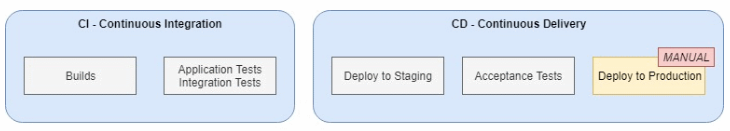 CI - Continuous Integration
Builds
Application Tests
Integration Tests
CD - Continuous Delivery
Deploy to Staging
Acceptance Tests
MANUAL
Deploy to Production